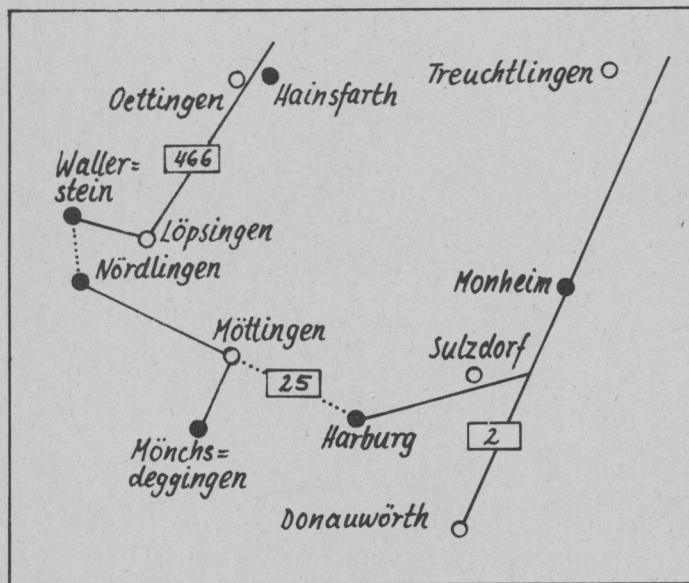 Treuchtlingen
Oettingen
Hainsfarth
466
Waller=
stein
Löpsingen
Nördlingen
Monheim
Möttingen
Sulzdorf
25
Harburg
2
Mönchs=
deggingen
Donauwörth